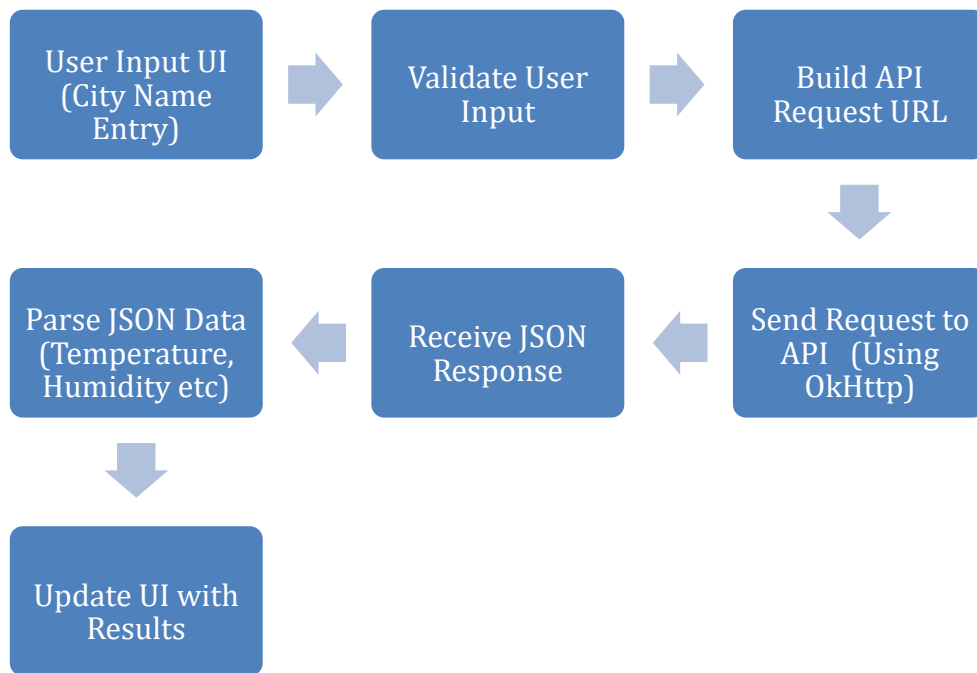 User Input UI
(City Name
Entry)
Validate User
Input
Build API
Request URL
Send Request to
API (Using
OkHttp)
Receive JSON
Response
Parse JSON Data
(Temperature,
Humidity etc)
Update UI with
Results